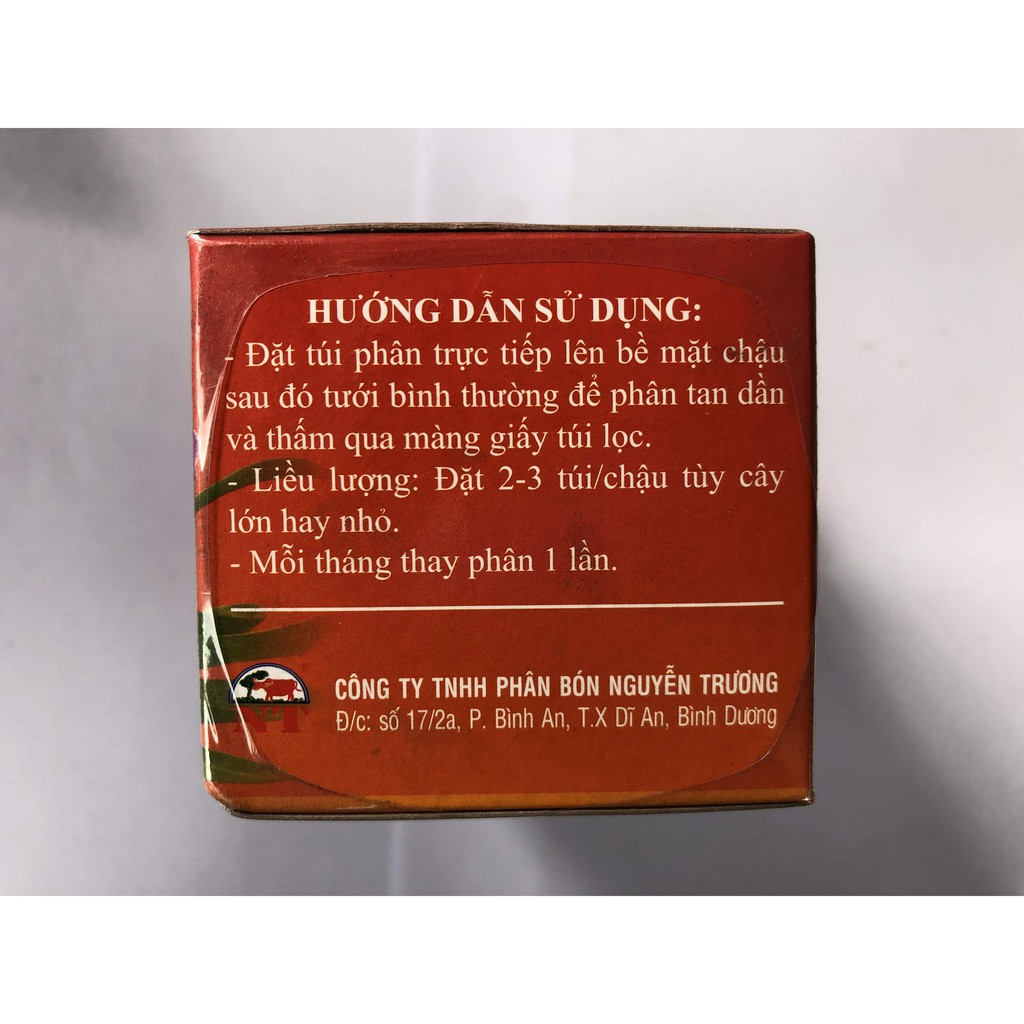 HƯỚNG DẪN SỬ DỤNG:
- Đặt túi phân trực tiếp lên bề mặt chậu
sau đó tưới bình thường để phân tan dần
và thấm qua màng giấy túi lọc.
- Liều lượng: Đặt 2-3 túi/chậu tùy cây
lớn hay nhỏ.
- Mỗi tháng thay phân 1 lần.
®
NT
CÔNG TY TNHH PHÂN BÓN NGUYỄN TRƯƠNG
Đ/c: số 17/2a, P. Bình An, T.X Dĩ An, Bình Dương